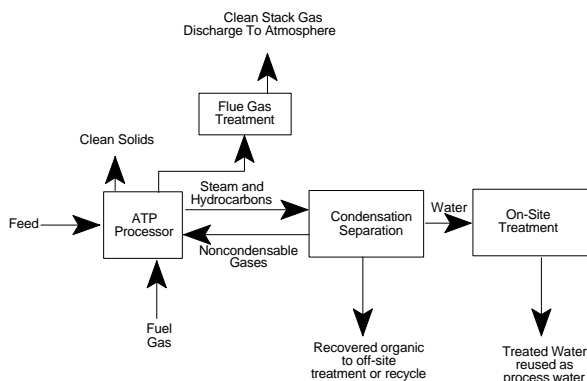 Clean Stack Gas
Discharge To Atmosphere
Flue Gas
Treatment
Clean Solids
Steam and
Hydrocarbons
Feed
ATP
Processor
Condensation
Separation
Water
On-Site
Treatment
Noncondensable
Gases
Fuel
Gas
Recovered organic
to off-site
treatment or recycle
Treated Water
reused as
process water